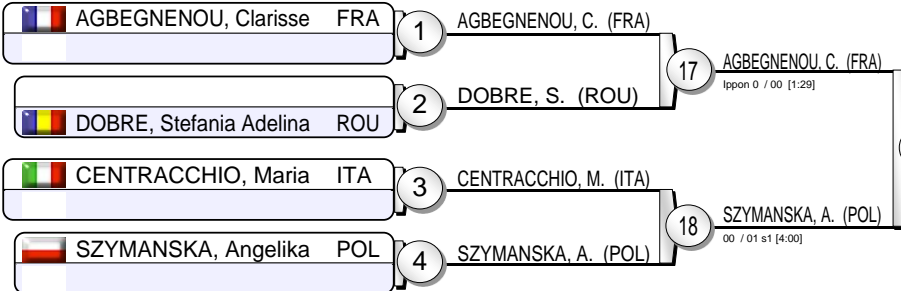 AGBEGNENOU, Clarisse FRA
1
AGBEGNENOU, C. (FRA)
17
AGBEGNENOU, C. (FRA)
Ippon 0 / 00 [1:29]
2
DOBRE, S. (ROU)
DOBRE, Stefania Adelina ROU
CENTRACCHIO, Maria ITA
3
CENTRACCHIO, M. (ITA)
18
SZYMANSKA, A. (POL)
00 / 01 s1 [4:00]
SZYMANSKA, Angelika POL
4
SZYMANSKA, A. (POL)